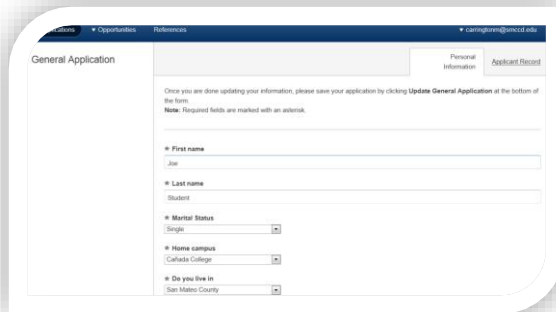 ▾ Opportunities References ▾ carringtonm@smccd.edu
General Application
Personal Information
Applicant Record
Once you are done updating your information, please save your application by clicking Update General Application at the bottom of
the form.
Note: Required fields are marked with an asterisk.
* First name
Joe
* Last name
Student
* Marital Status
Single
* Home campus
Cañada College
* Do you live in
San Mateo County